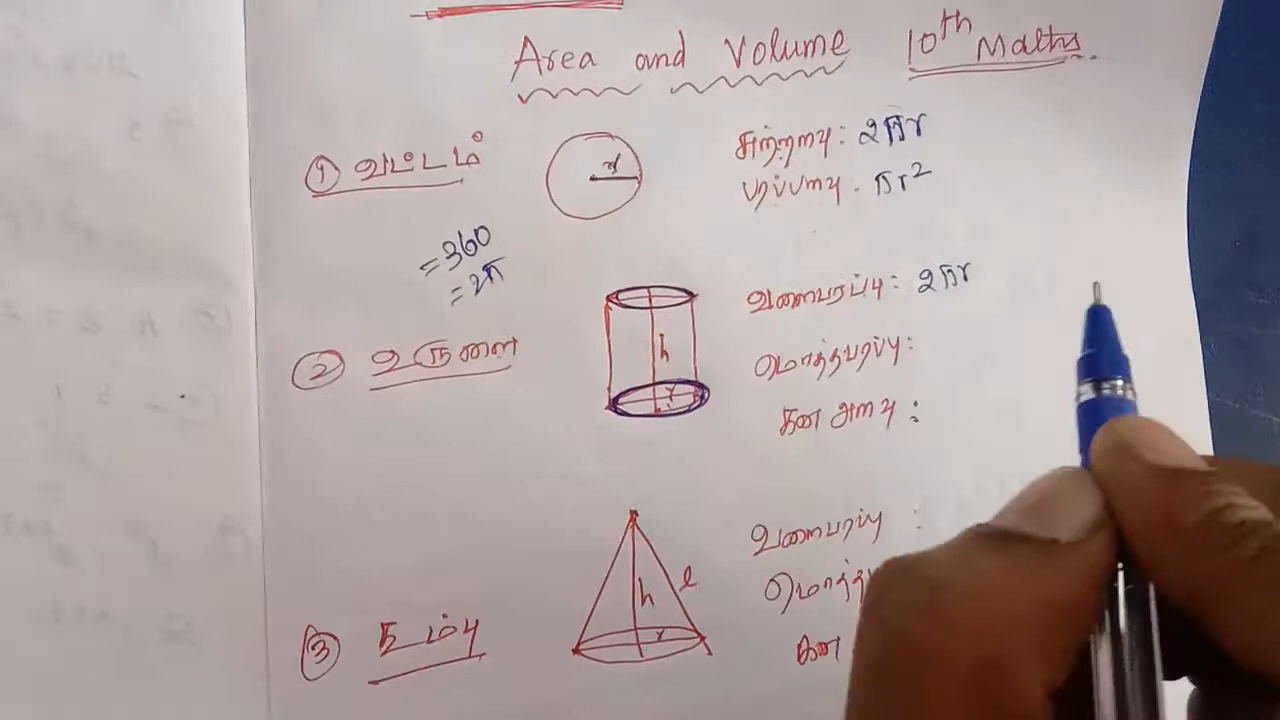 Area and Volume 10th Maths
① வட்டம்
r
சுற்றளவு : 2πr
பரப்பளவு . πr²
= 360
= 2π
② உருளை
h
r
வளைபரப்பு : 2πr
மொத்தபரப்பு :
கன அளவு :
③ கூம்பு
h
l
r
வளைபரப்பு :
கன